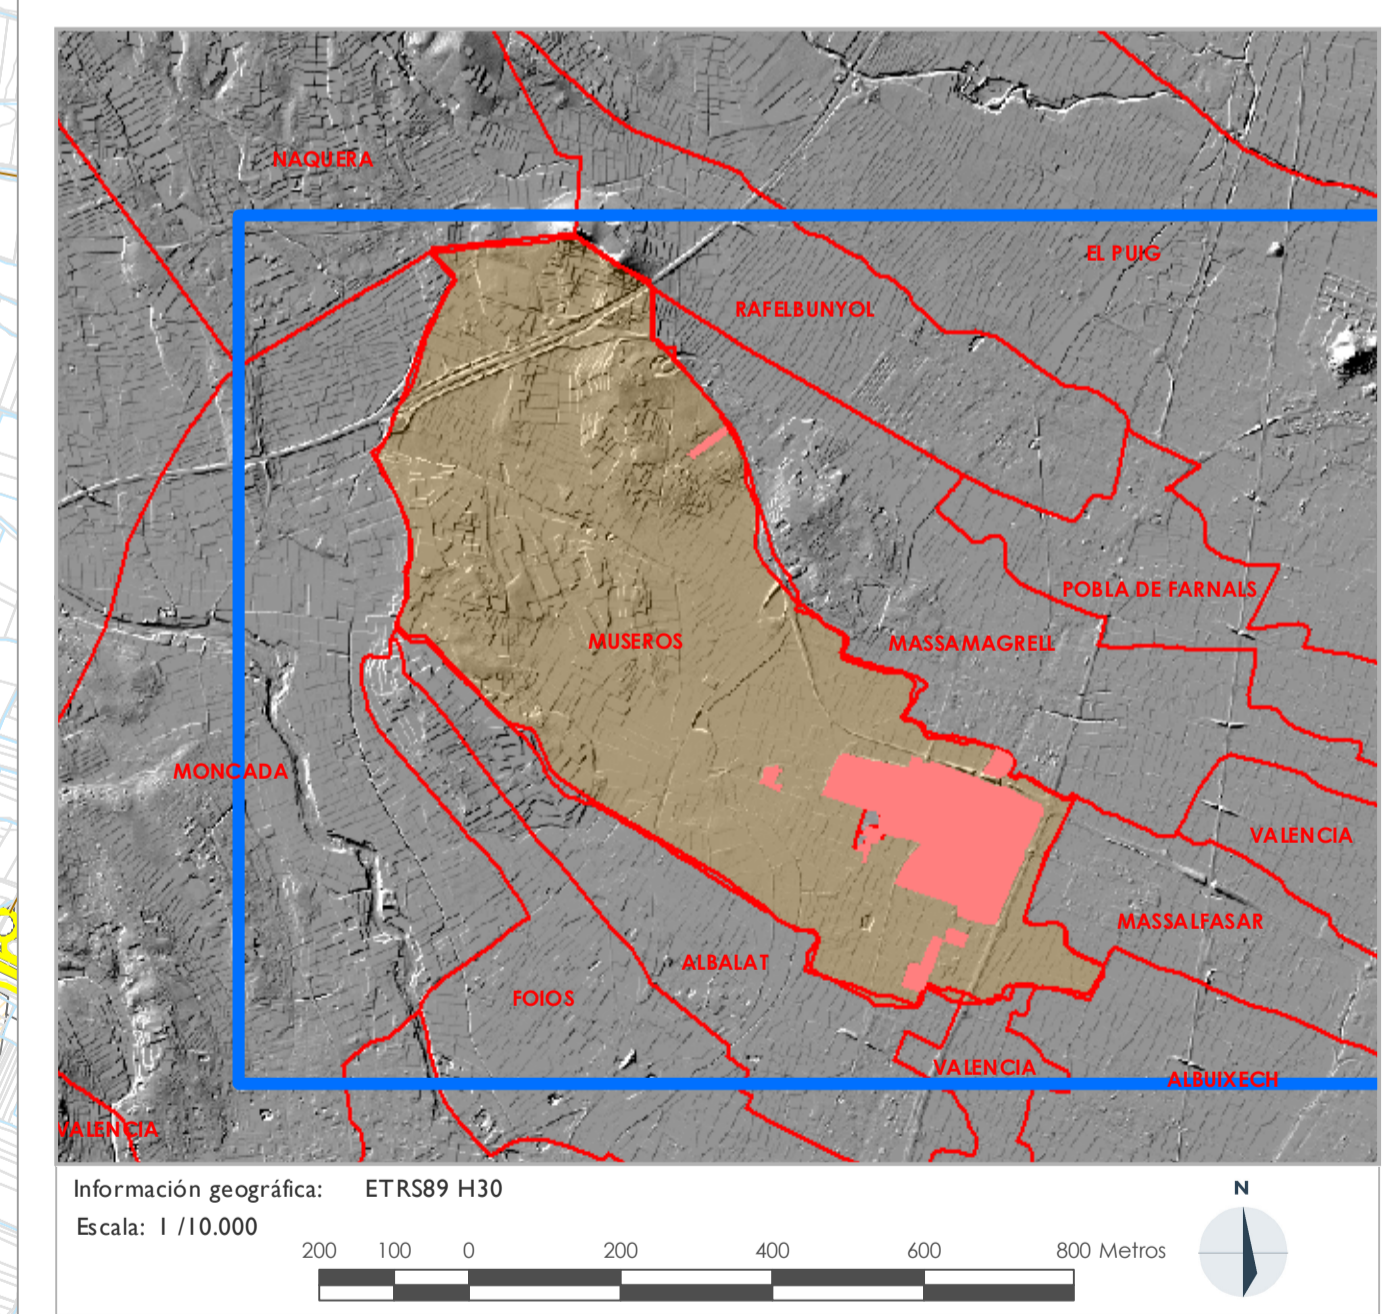 NAQUERA
EL PUIG
RAFELBUNYOL
POBLA DE FARNALS
MUSEROS
MASSAMAGRELL
MONCADA
VALENCIA
MASSALFASAR
ALBALAT
FOIOS
VALENCIA
ALBUIXECH
VALENCIA
Información geográfica: ETRS89 H30
N
Escala: 1 /10.000
200 100 0 200 400 600 800 Metros